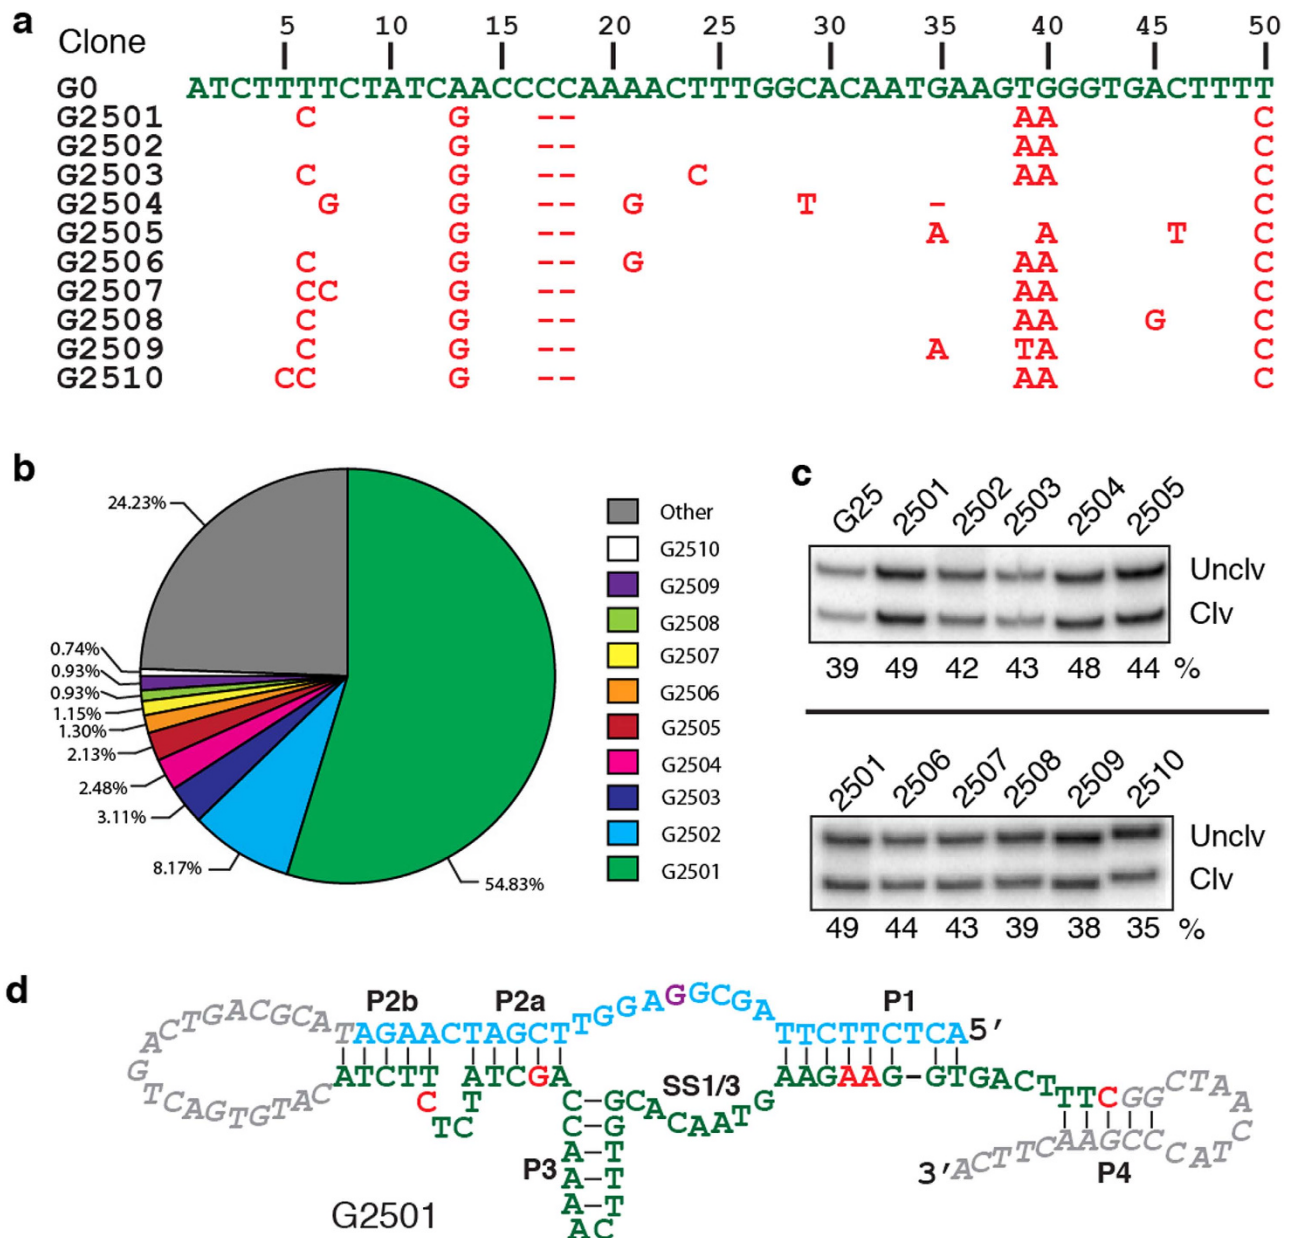 a
5 10 15 20 25 30 35 40 45 50
Clone
G0 ATCTTTTCTATCAACCCCAAAACTTTGGCACAATGAAGTGGGTGACTTTT
G2501 C G -- AA C
G2502 G -- AA C
G2503 C G -- C AA C
G2504 G G -- G T - C
G2505 G -- A A T C
G2506 C G -- G AA C
G2507 CC G -- AA C
G2508 C G -- AA G C
G2509 C G -- A TA C
G2510 CC G -- AA C
b
24.23%
0.74%
0.93%
0.93%
1.15%
1.30%
2.13%
2.48%
3.11%
8.17%
54.83%
Other
G2510
G2509
G2508
G2507
G2506
G2505
G2504
G2503
G2502
G2501
c
G25 2501 2502 2503 2504 2505
Unclv
Clv
39 49 42 43 48 44 %
2501 2506 2507 2508 2509 2510
Unclv
Clv
49 44 43 39 38 35 %
d
P2b P2a P1
GACTGACGCATAGAACTAGCTTGGAGGCGATTCTTCTCA5′
TCAGTGTACATCTTCTCTATCGACCAAAACTTTGGCACAATGAAGAAG-GTGACTTTCGGCTAACTACCCGAACTTCA3′
SS1/3
P3
P4
G2501